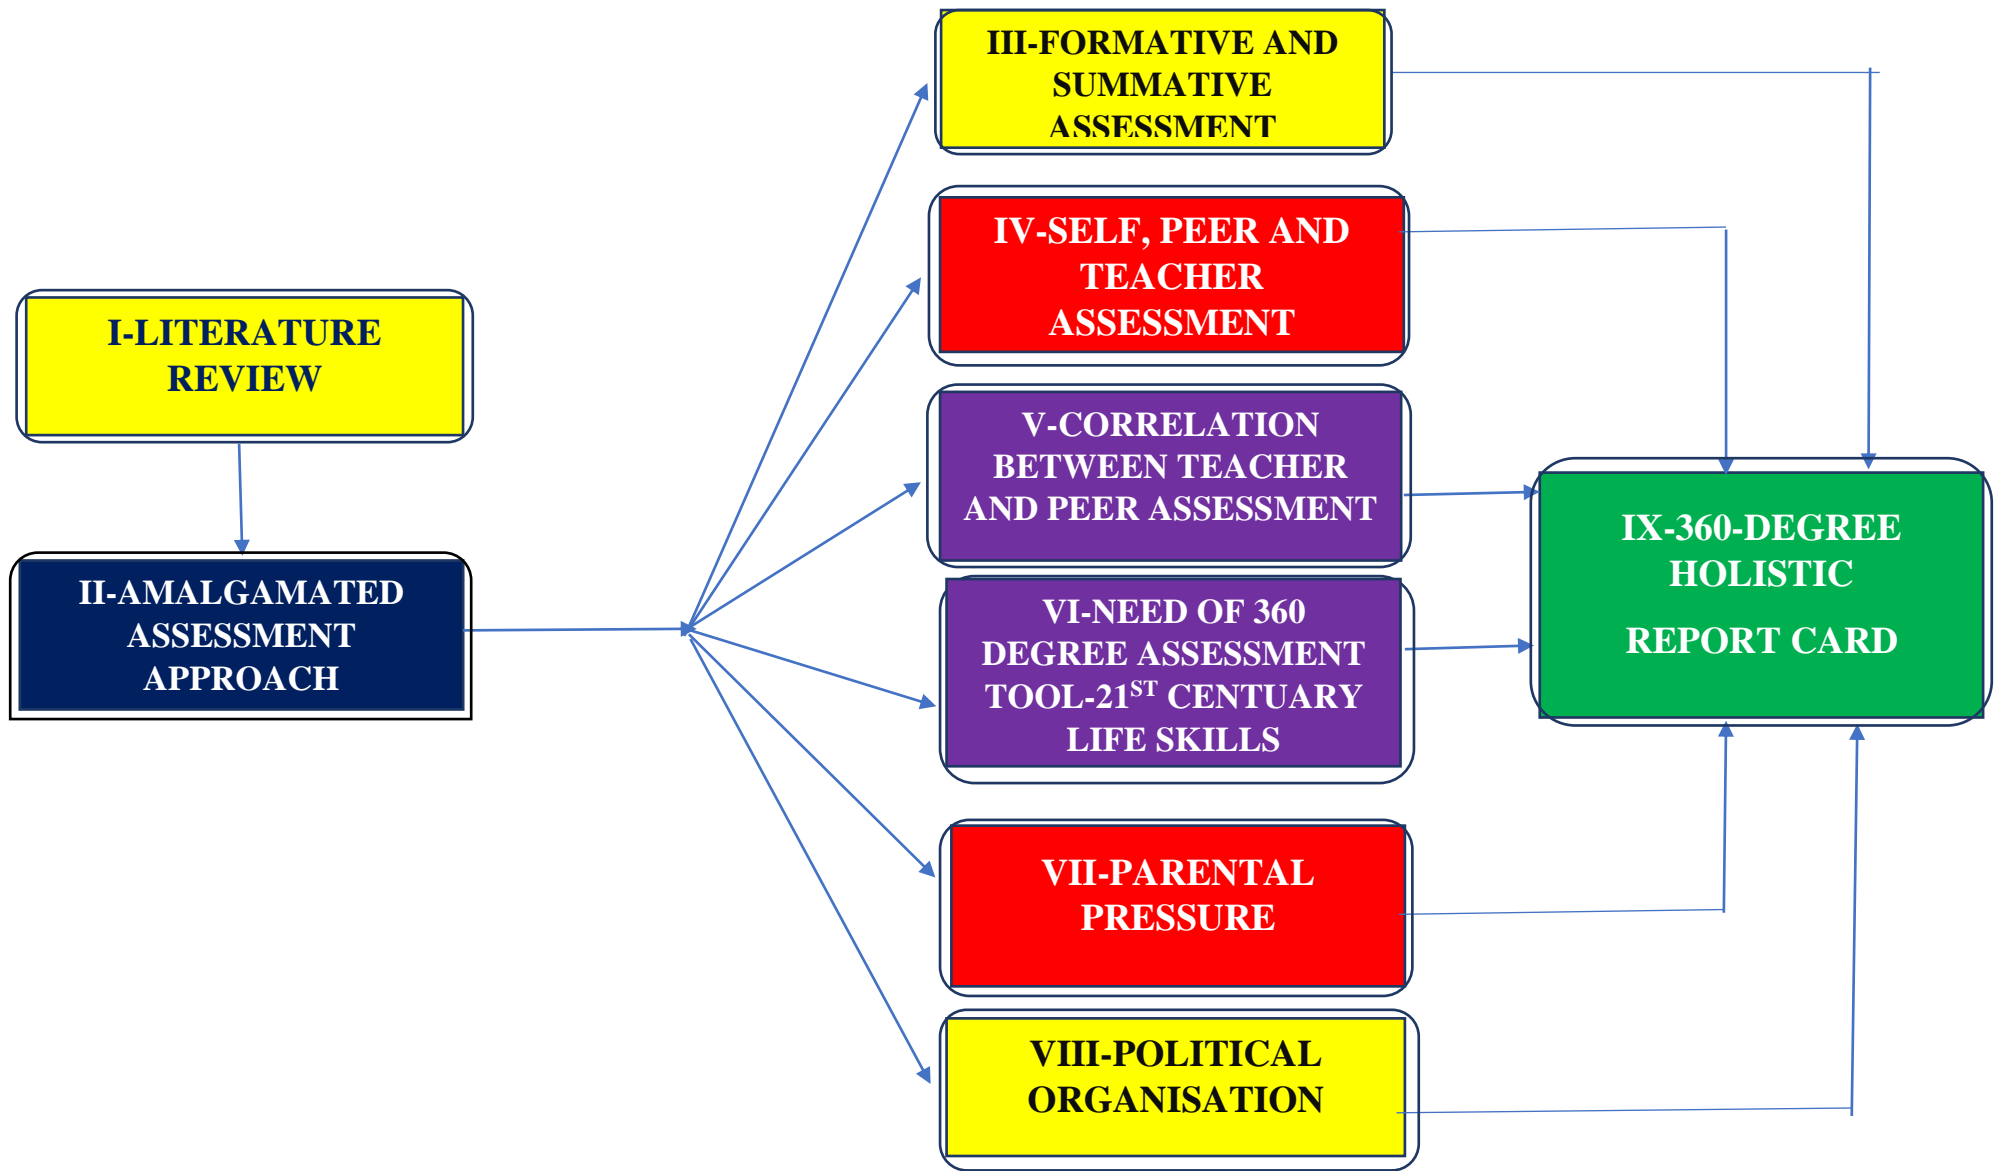 III-FORMATIVE AND
SUMMATIVE
ASSESSMENT
IV-SELF, PEER AND
TEACHER
ASSESSMENT
I-LITERATURE
REVIEW
V-CORRELATION
BETWEEN TEACHER
AND PEER ASSESSMENT
II-AMALGAMATED
ASSESSMENT
APPROACH
VI-NEED OF 360
DEGREE ASSESSMENT
TOOL-21ST CENTUARY
LIFE SKILLS
IX-360-DEGREE
HOLISTIC
REPORT CARD
VII-PARENTAL
PRESSURE
VIII-POLITICAL
ORGANISATION